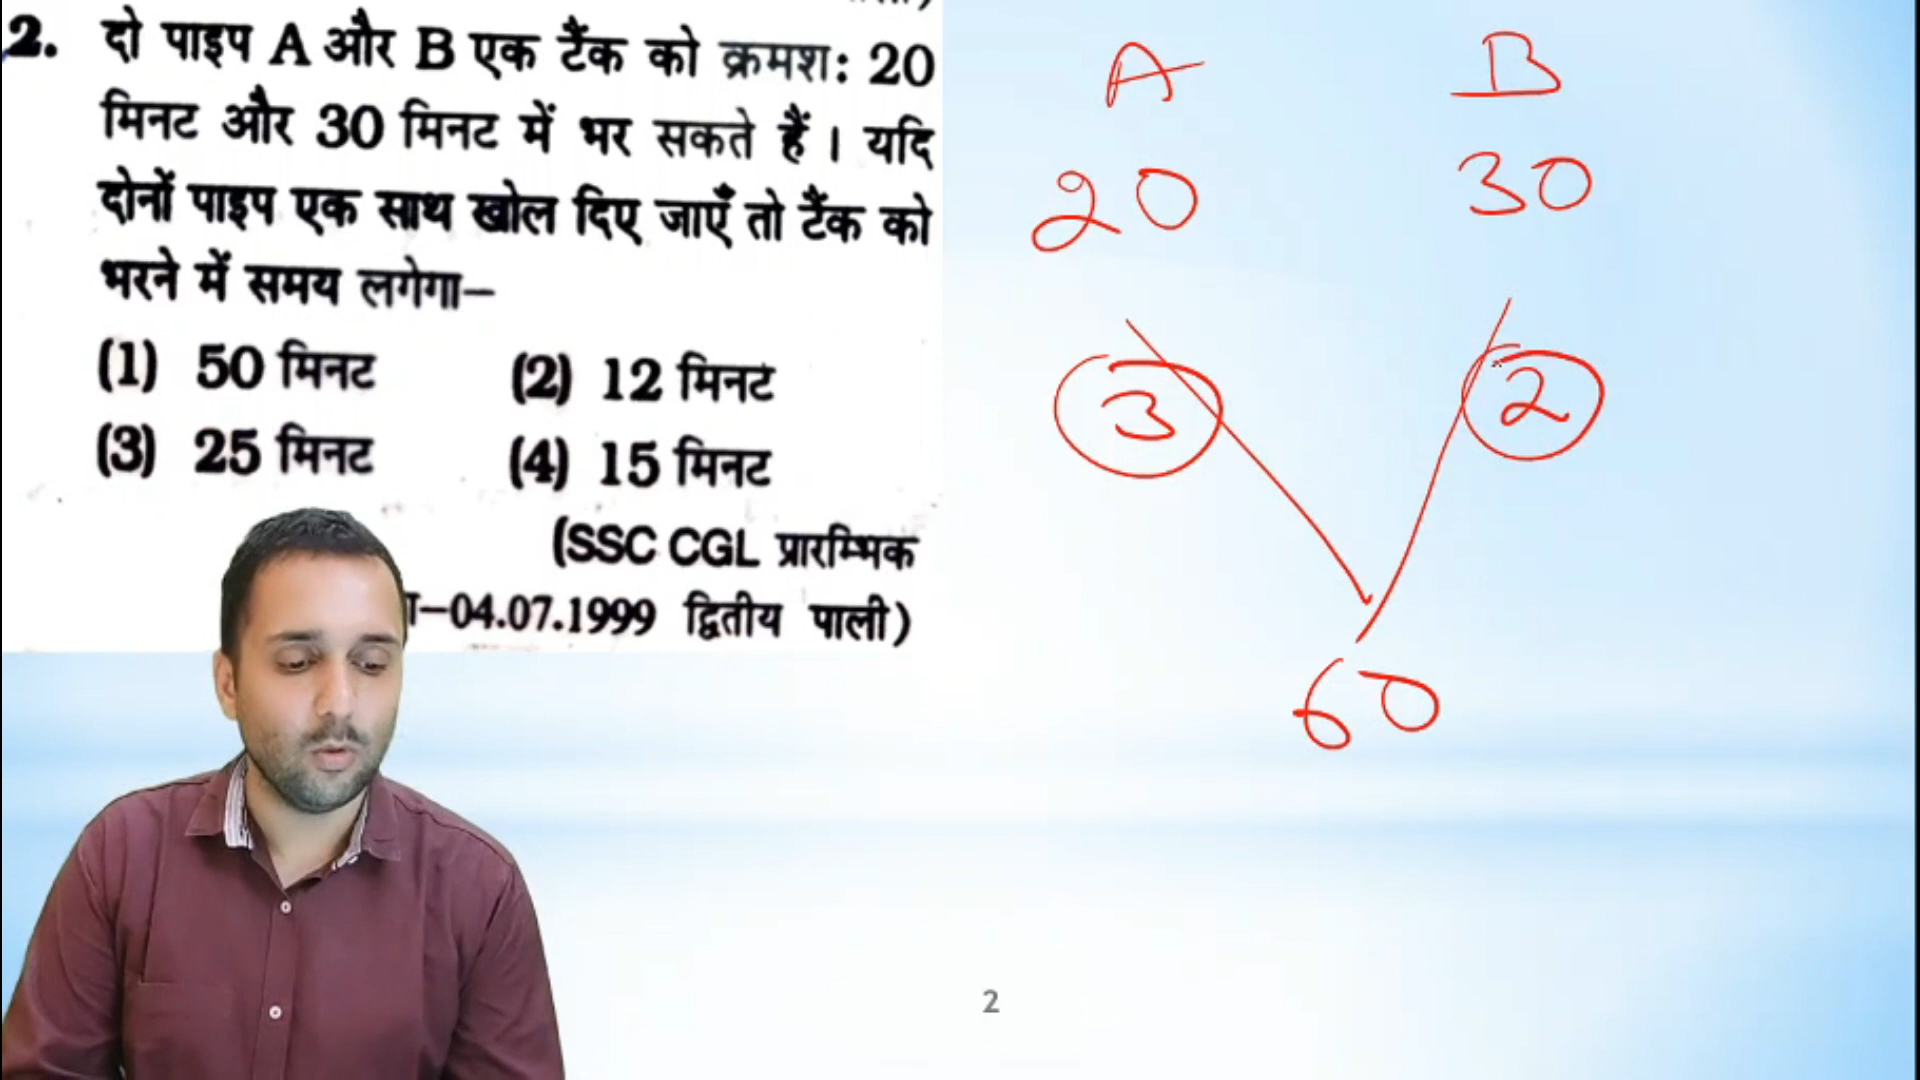 2. दो पाइप A और B एक टैंक को क्रमशः 20
मिनट और 30 मिनट में भर सकते हैं । यदि
दोनों पाइप एक साथ खोल दिए जाएँ तो टैंक को
भरने में समय लगेगा–
(1) 50 मिनट (2) 12 मिनट
(3) 25 मिनट (4) 15 मिनट
(SSC CGL प्रारम्भिक
–04.07.1999 द्वितीय पाली)
A B
20 30
3 2
60
2